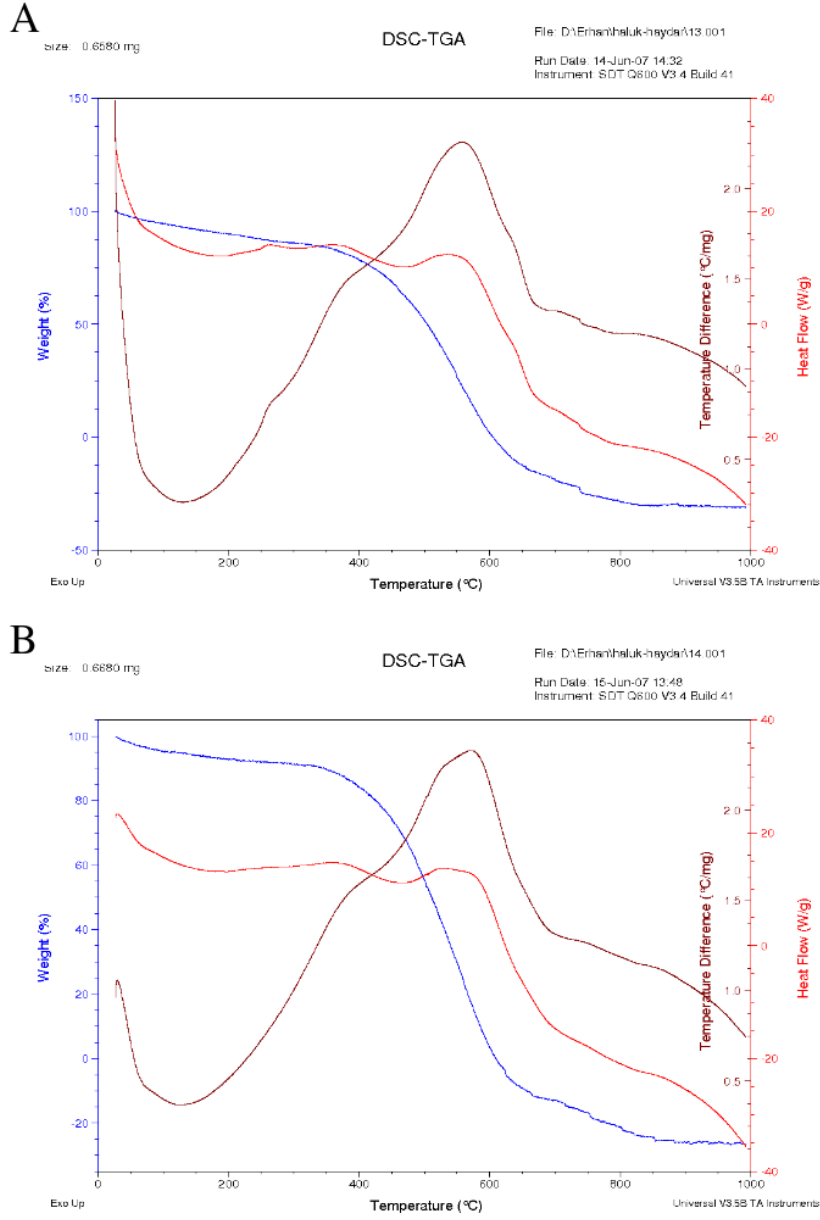 A
Size: 0.6580 mg
DSC-TGA
File: D:\Erhan\haluk-haydar\13.001
Run Date: 14-Jun-07 14:32
Instrument: SDT Q600 V3.4 Build 41
150
100
50
0
-50
Weight (%)
2.0
1.5
1.0
0.5
Temperature Difference (°C/mg)
40
20
0
-20
-40
Heat Flow (W/g)
0 200 400 600 800 1000
Exo Up
Temperature (°C)
Universal V3.5B TA Instruments
B
Size: 0.6680 mg
DSC-TGA
File: D:\Erhan\haluk-haydar\14.001
Run Date: 15-Jun-07 13:48
Instrument: SDT Q600 V3.4 Build 41
100
80
60
40
20
0
-20
Weight (%)
2.0
1.5
1.0
0.5
Temperature Difference (°C/mg)
40
20
0
-20
-40
Heat Flow (W/g)
0 200 400 600 800 1000
Exo Up
Temperature (°C)
Universal V3.5B TA Instruments